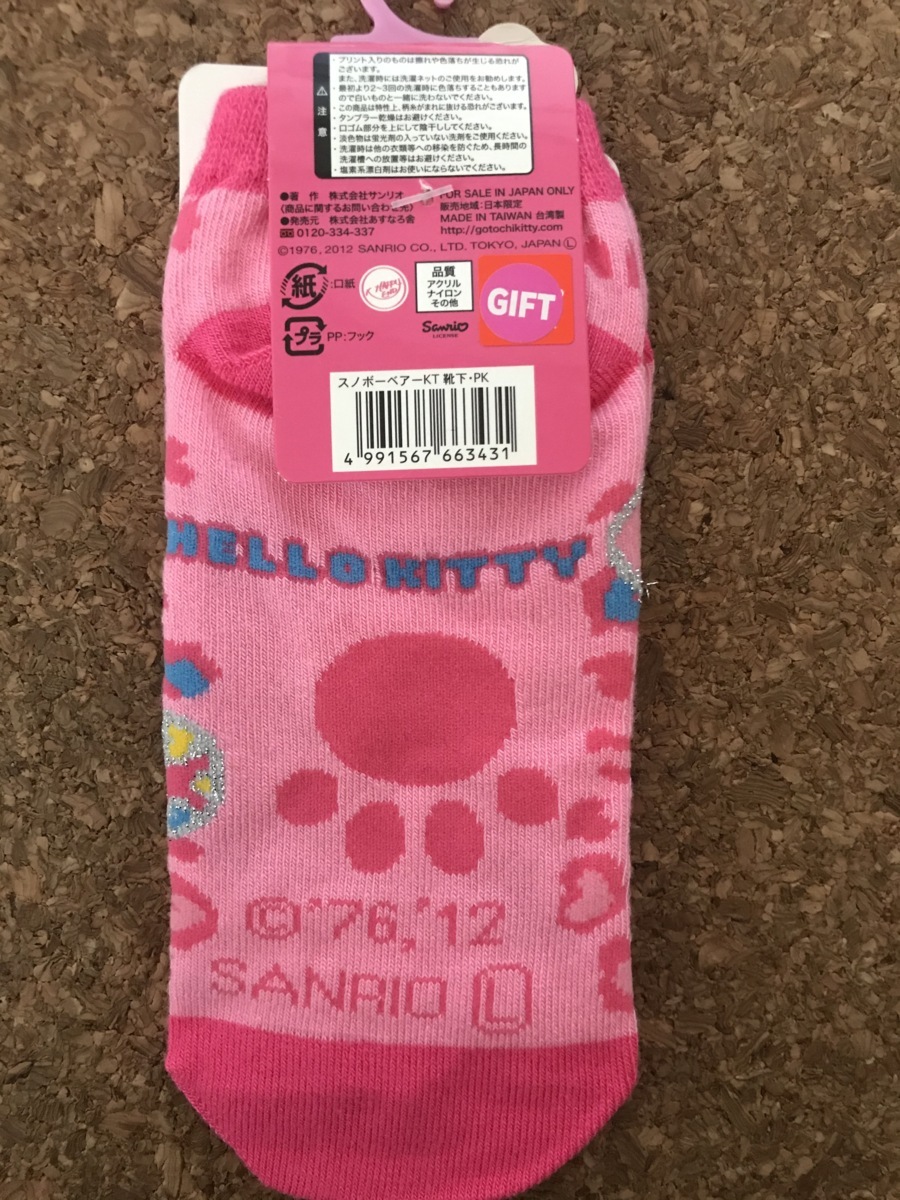 ・プリント入りのものは擦れや色落ちが生じる恐れが
ございます。
また、洗濯時には洗濯ネットのご使用をお勧めします。
・最初より2~3回の洗濯時に色落ちすることもあります
ので白いものと一緒に洗わないでください。
・この商品は特性上、柄糸がまれに抜ける恐れがございます。
・タンブラー乾燥はお避けください。
・口ゴム部分を上にして陰干ししてください。
・淡色物は蛍光剤の入っていない洗剤をご使用ください。
・洗濯時は他の衣類等への移染を防ぐため、長時間の
洗濯槽への放置等はお避けください。
・塩素系漂白剤はお使いにならないでください。
注意
●著 作 株式会社サンリオ
(商品に関するお問い合わせ先)
●発売元 株式会社あすなろ舎
0120-334-337
FOR SALE IN JAPAN ONLY
販売地域:日本限定
MADE IN TAIWAN 台湾製
http://gotochikitty.com
©1976, 2012 SANRIO CO., LTD. TOKYO, JAPAN Ⓛ
紙 :口紙
プラ PP:フック
品質
アクリル
ナイロン
その他
Sanrio
LICENSE
GIFT
スノボーベアーKT 靴下・PK
4 991567 663431
HELLO KITTY
©'76,'12
SANRIO Ⓛ